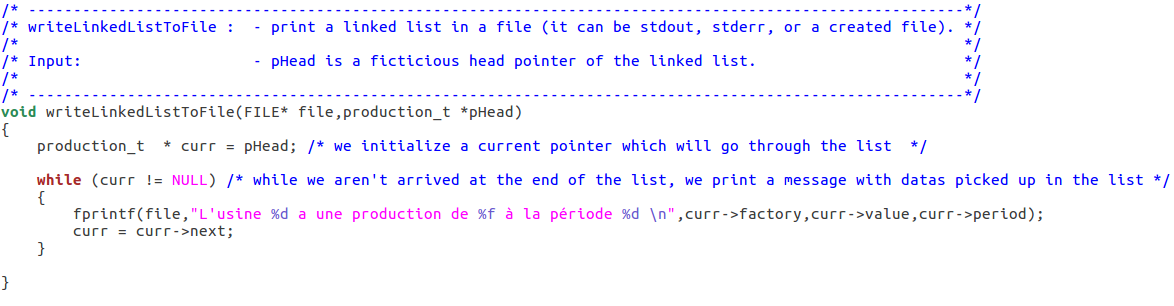 /* --------------------------------------------------------------------------------------------------------*/
/* writeLinkedListToFile :  - print a linked list in a file (it can be stdout, stderr, or a created file). */
/*                                                                                                         */
/* Input:                   - pHead is a ficticious head pointer of the linked list.                       */
/*                                                                                                         */
/* --------------------------------------------------------------------------------------------------------*/
void writeLinkedListToFile(FILE* file,production_t *pHead)
{
    production_t  * curr = pHead; /* we initialize a current pointer which will go through the list  */
    while (curr != NULL) /* while we aren't arrived at the end of the list, we print a message with datas picked up in the list */
    {
        fprintf(file,"L'usine %d a une production de %f à la période %d \n",curr->factory,curr->value,curr->period);
        curr = curr->next;
    }
}